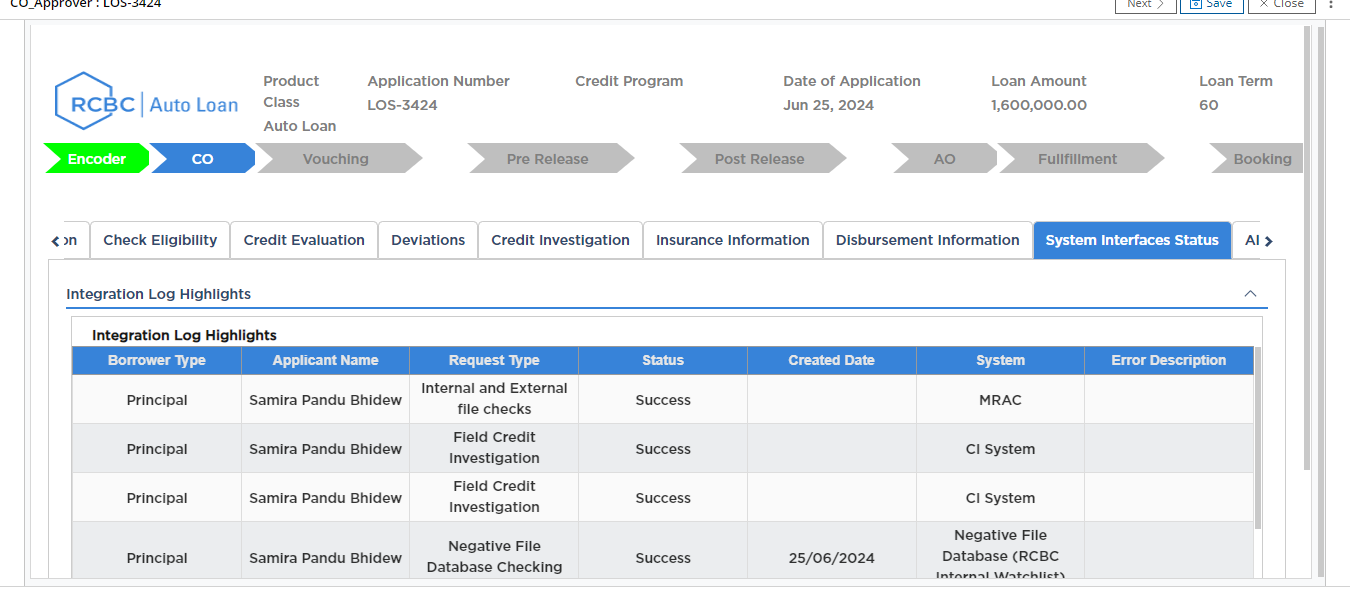 CO_Approver : LOS-3424
Next
Save
Close
RCBC | Auto Loan
Product Class
Auto Loan
Application Number
LOS-3424
Credit Program
Date of Application
Jun 25, 2024
Loan Amount
1,600,000.00
Loan Term
60
Encoder CO Vouching Pre Release Post Release AO Fullfillment Booking
on Check Eligibility Credit Evaluation Deviations Credit Investigation Insurance Information Disbursement Information System Interfaces Status Al
Integration Log Highlights
Integration Log Highlights
Borrower Type Applicant Name Request Type Status Created Date System Error Description
Principal Samira Pandu Bhidew Internal and External file checks Success MRAC
Principal Samira Pandu Bhidew Field Credit Investigation Success CI System
Principal Samira Pandu Bhidew Field Credit Investigation Success CI System
Principal Samira Pandu Bhidew Negative File Database Checking Success 25/06/2024 Negative File Database (RCBC Internal Watchlist)